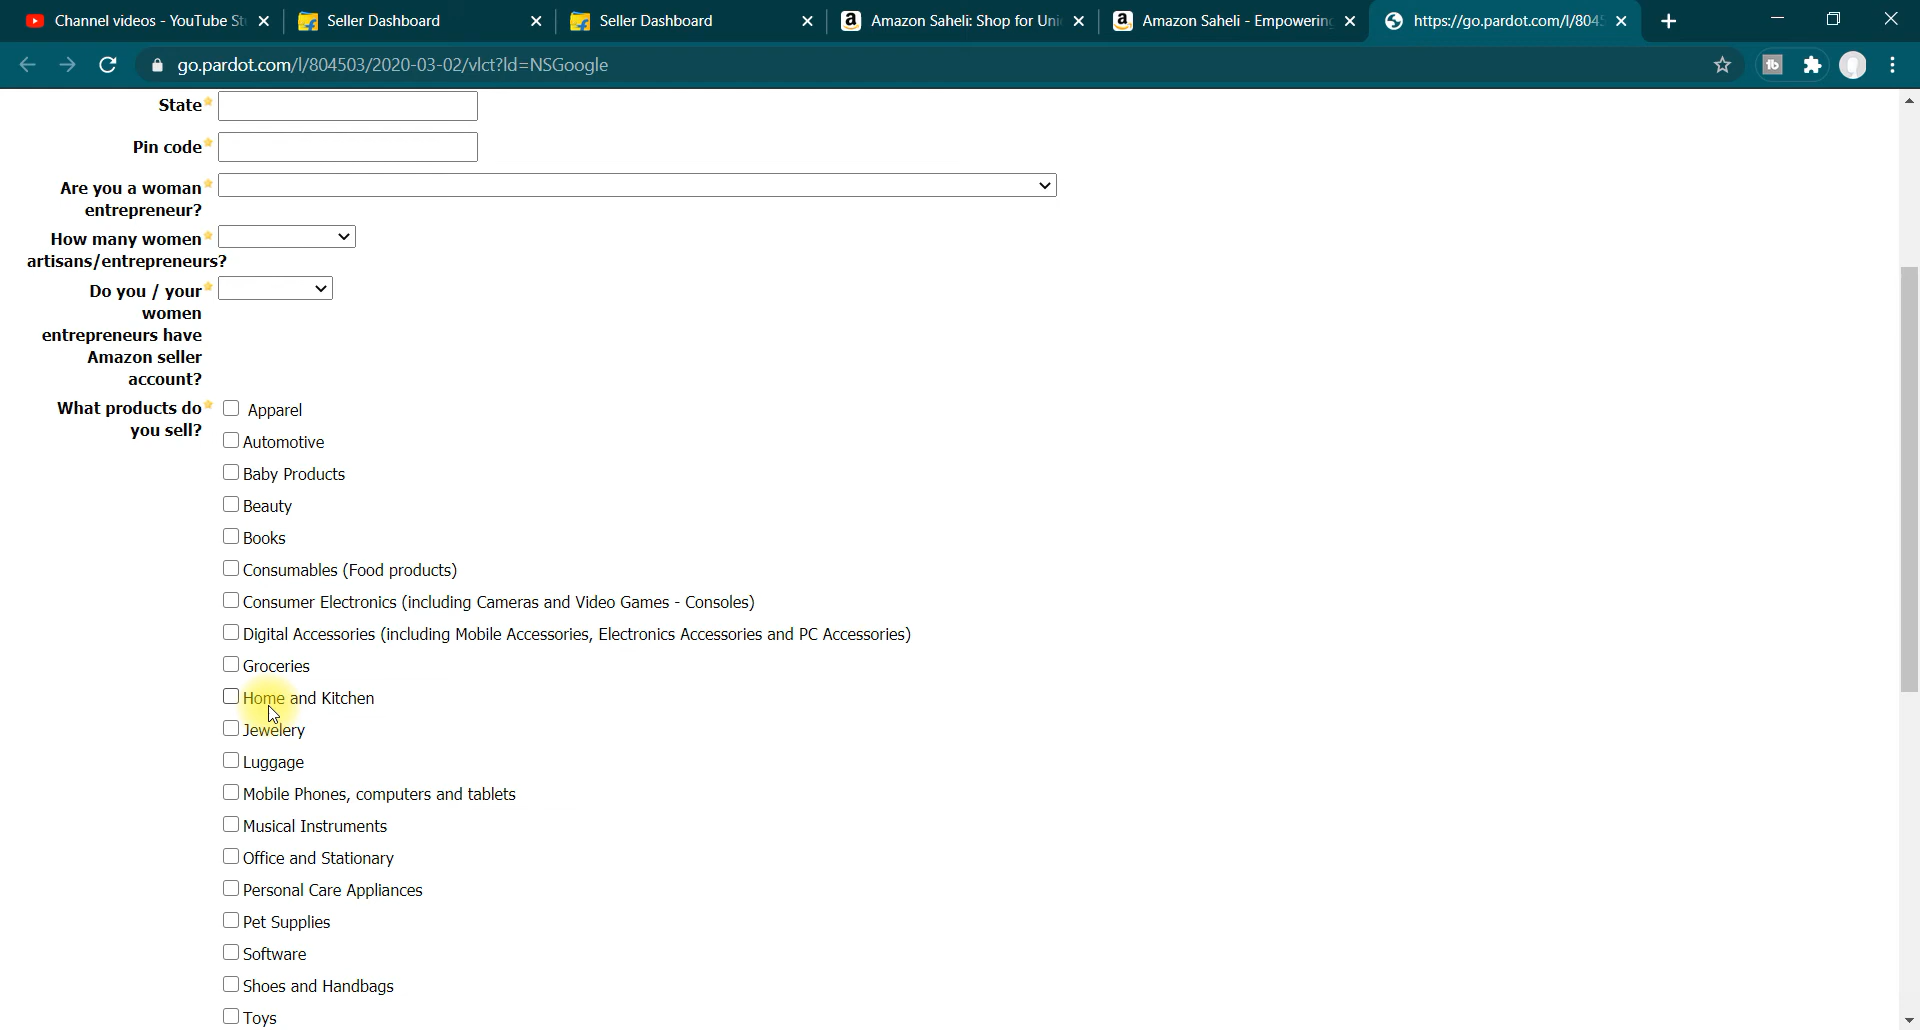 Channel videos - YouTube St
Seller Dashboard
Seller Dashboard
Amazon Saheli: Shop for Uni
Amazon Saheli - Empowering
https://go.pardot.com/l/8045
go.pardot.com/l/804503/2020-03-02/vlct?ld=NSGoogle
State
Pin code
Are you a woman
entrepreneur?
How many women
artisans/entrepreneurs?
Do you / your
women
entrepreneurs have
Amazon seller
account?
What products do
you sell?
Apparel
Automotive
Baby Products
Beauty
Books
Consumables (Food products)
Consumer Electronics (including Cameras and Video Games - Consoles)
Digital Accessories (including Mobile Accessories, Electronics Accessories and PC Accessories)
Groceries
Home and Kitchen
Jewelery
Luggage
Mobile Phones, computers and tablets
Musical Instruments
Office and Stationary
Personal Care Appliances
Pet Supplies
Software
Shoes and Handbags
Toys